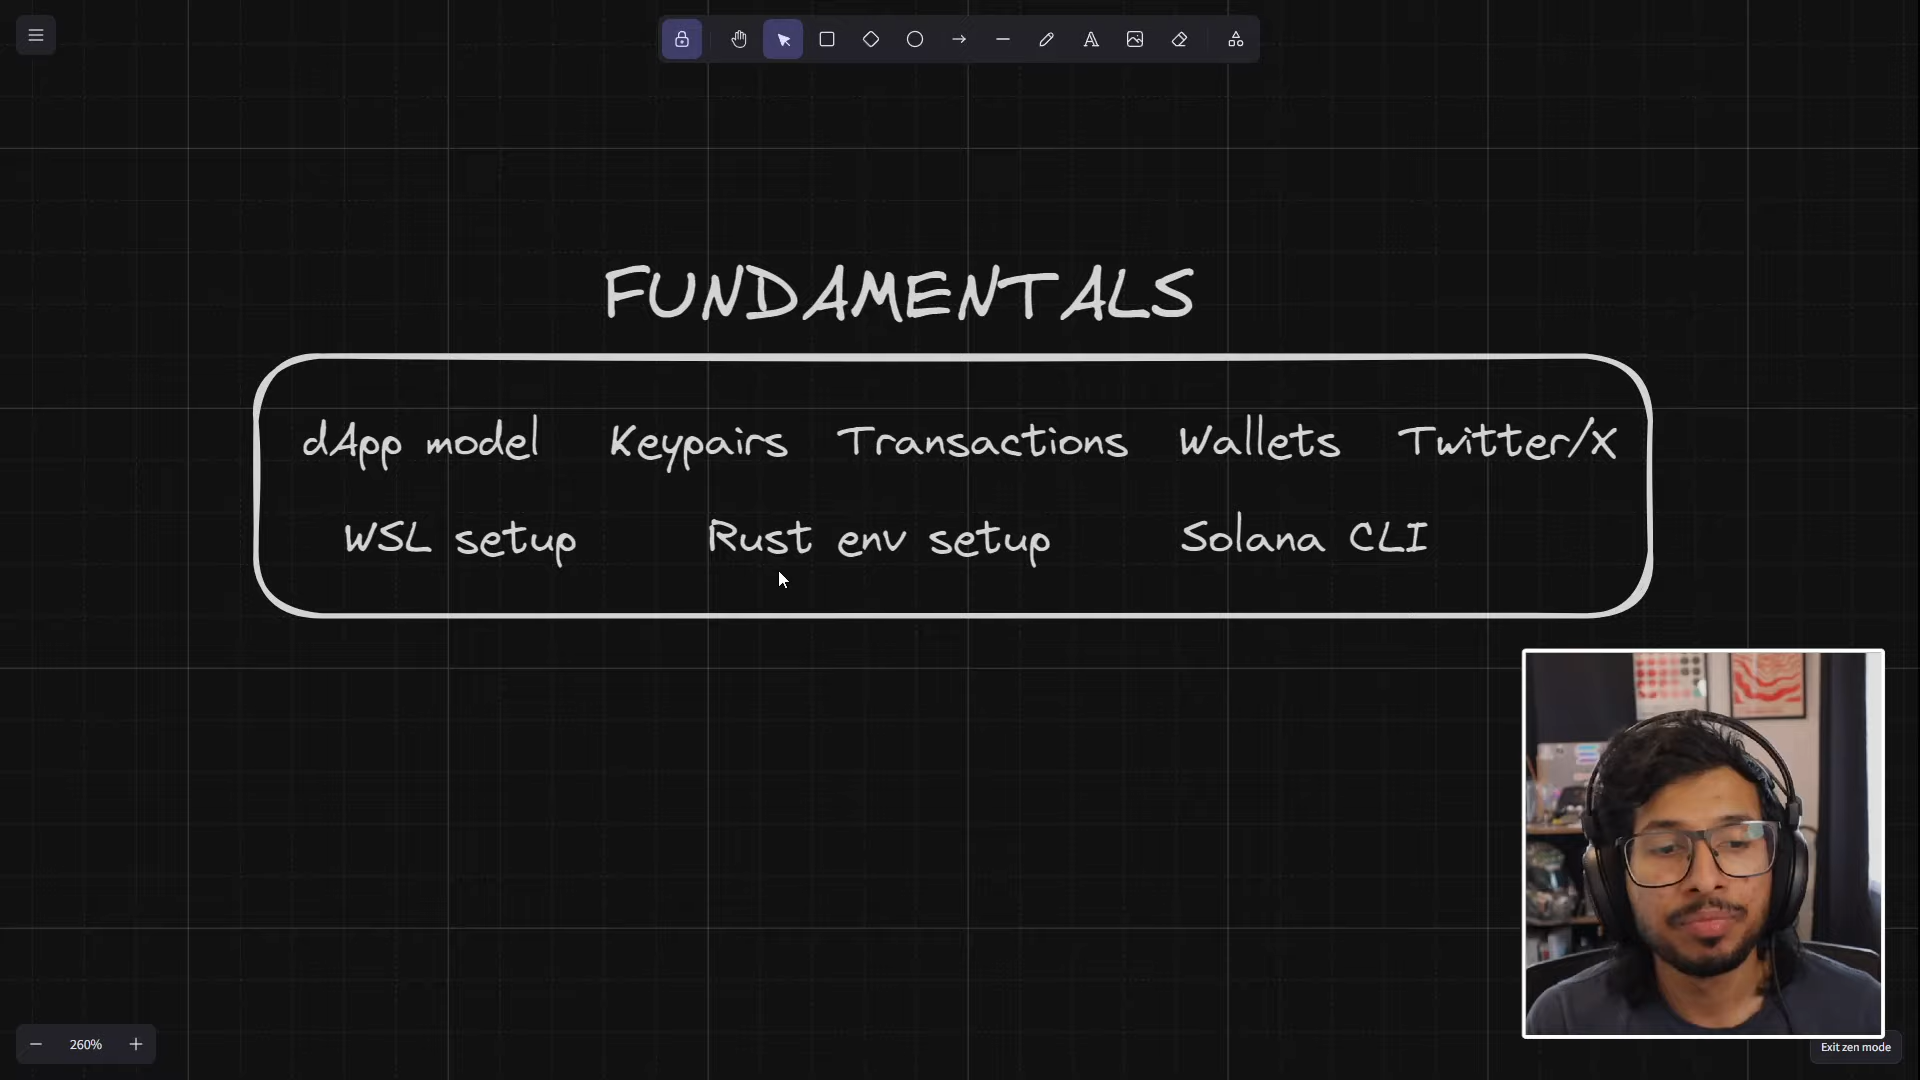 FUNDAMENTALS
dApp model Keypairs Transactions Wallets Twitter/X
WSL setup Rust env setup Solana CLI
260%
Exit zen mode